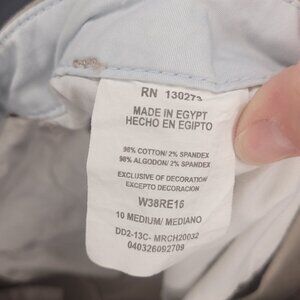 RN 130273
MADE IN EGYPT
HECHO EN EGIPTO
98% COTTON/ 2% SPANDEX
98% ALGODON/ 2% SPANDEX
EXCLUSIVE OF DECORATION
EXCEPTO DECORACION
W38RE16
10 MEDIUM/ MEDIANO
DD2-13C- MRCH20032
040326092709